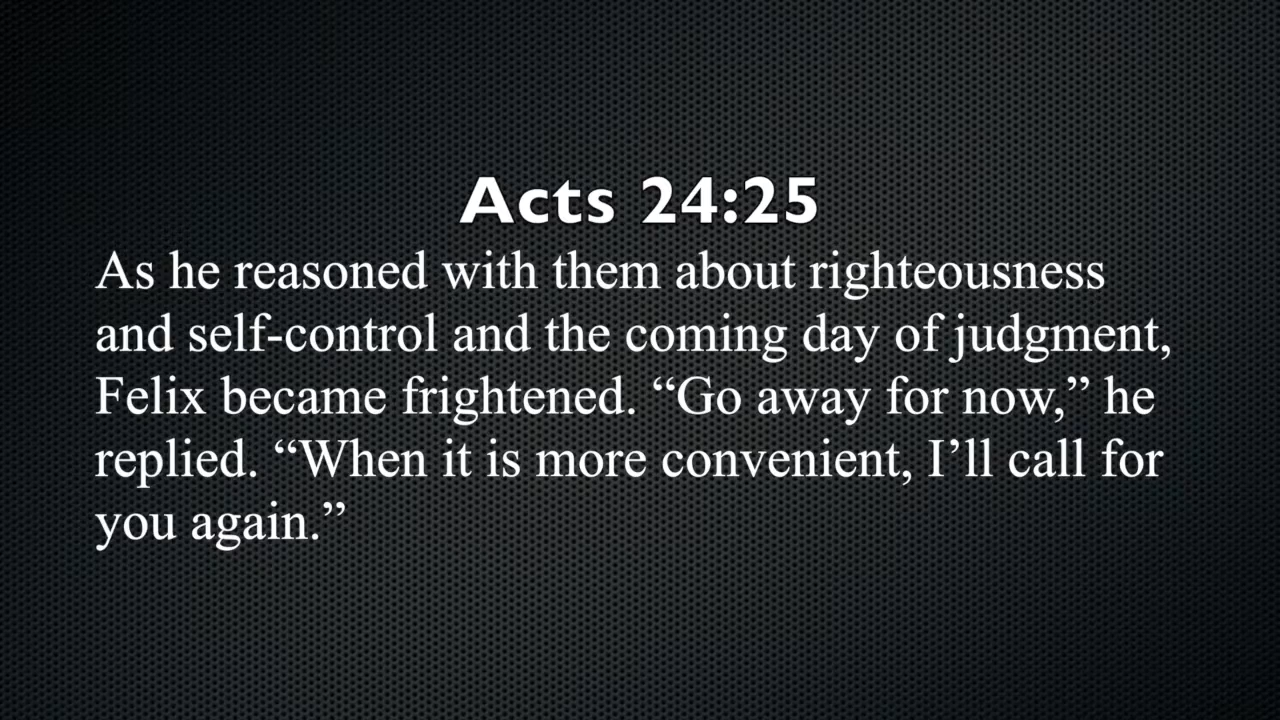 Acts 24:25
As he reasoned with them about righteousness
and self-control and the coming day of judgment,
Felix became frightened. “Go away for now,” he
replied. “When it is more convenient, I’ll call for
you again.”